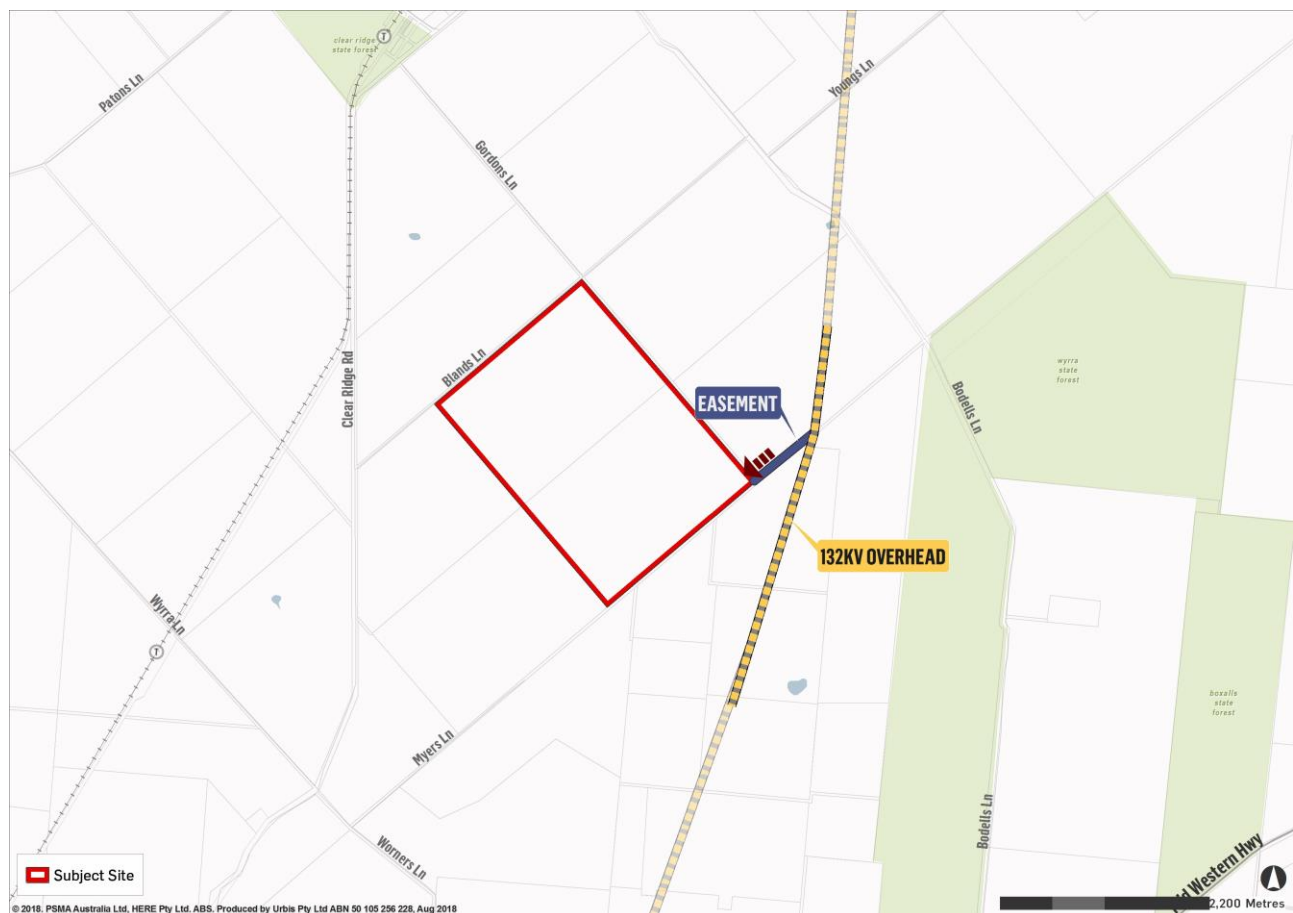 clear ridge
state forest
T
Patons Ln
Youngs Ln
Gordons Ln
Blands Ln
Clear Ridge Rd
EASEMENT
wyrra
state
forest
Bodells Ln
132KV OVERHEAD
Wyrra Ln
T
boxalls
state
forest
Myers Ln
Bodells Ln
Worners Ln
ld Western Hwy
Subject Site
2,200 Metres
© 2018. PSMA Australia Ltd, HERE Pty Ltd. ABS. Produced by Urbis Pty Ltd ABN 50 105 256 228, Aug 2018